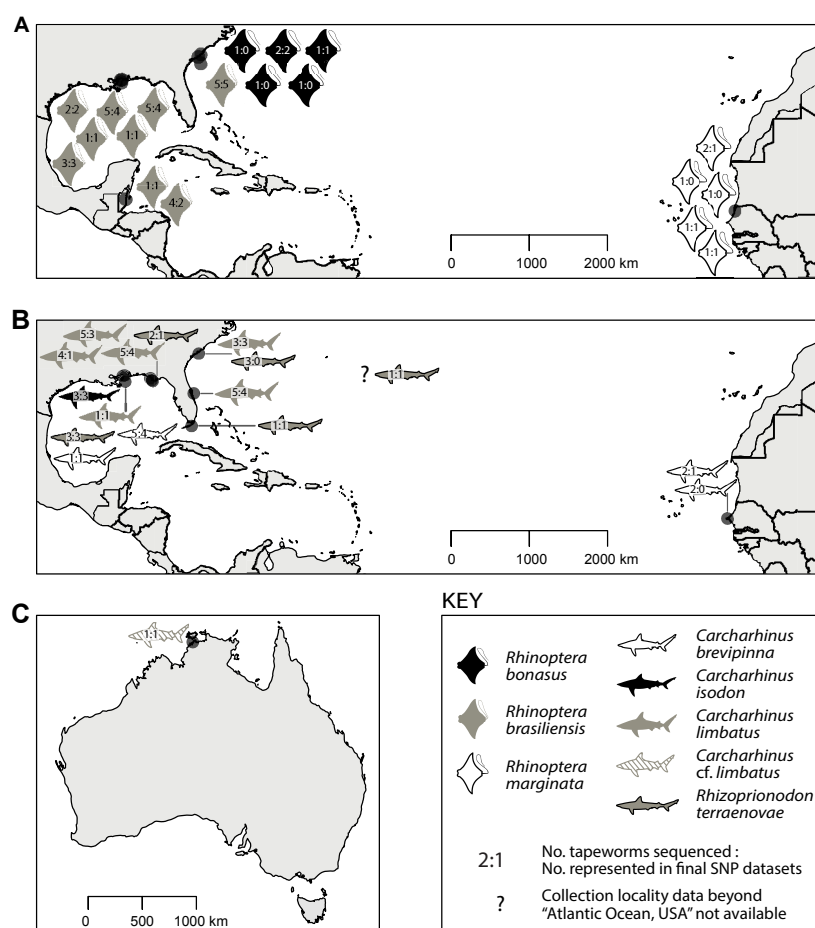 A
1:0 2:2 1:1
5:5 1:0 1:0
2:2 5:4 5:4
1:1 1:1
3:3
1:1
4:2
2:1
1:0
1:0
1:1
1:1
0 1000 2000 km
B
5:3 2:1 3:3
4:1 5:4 3:0
? 1:1
3:3 5:4
1:1
3:3 5:4 1:1
1:1
2:1
2:0
0 1000 2000 km
C
1:1
0 500 1000 km
KEY
Rhinoptera
bonasus
Rhinoptera
brasiliensis
Rhinoptera
marginata
Carcharhinus
brevipinna
Carcharhinus
isodon
Carcharhinus
limbatus
Carcharhinus
cf. limbatus
Rhizoprionodon
terraenovae
2:1 No. tapeworms sequenced :
No. represented in final SNP datasets
? Collection locality data beyond
“Atlantic Ocean, USA” not available